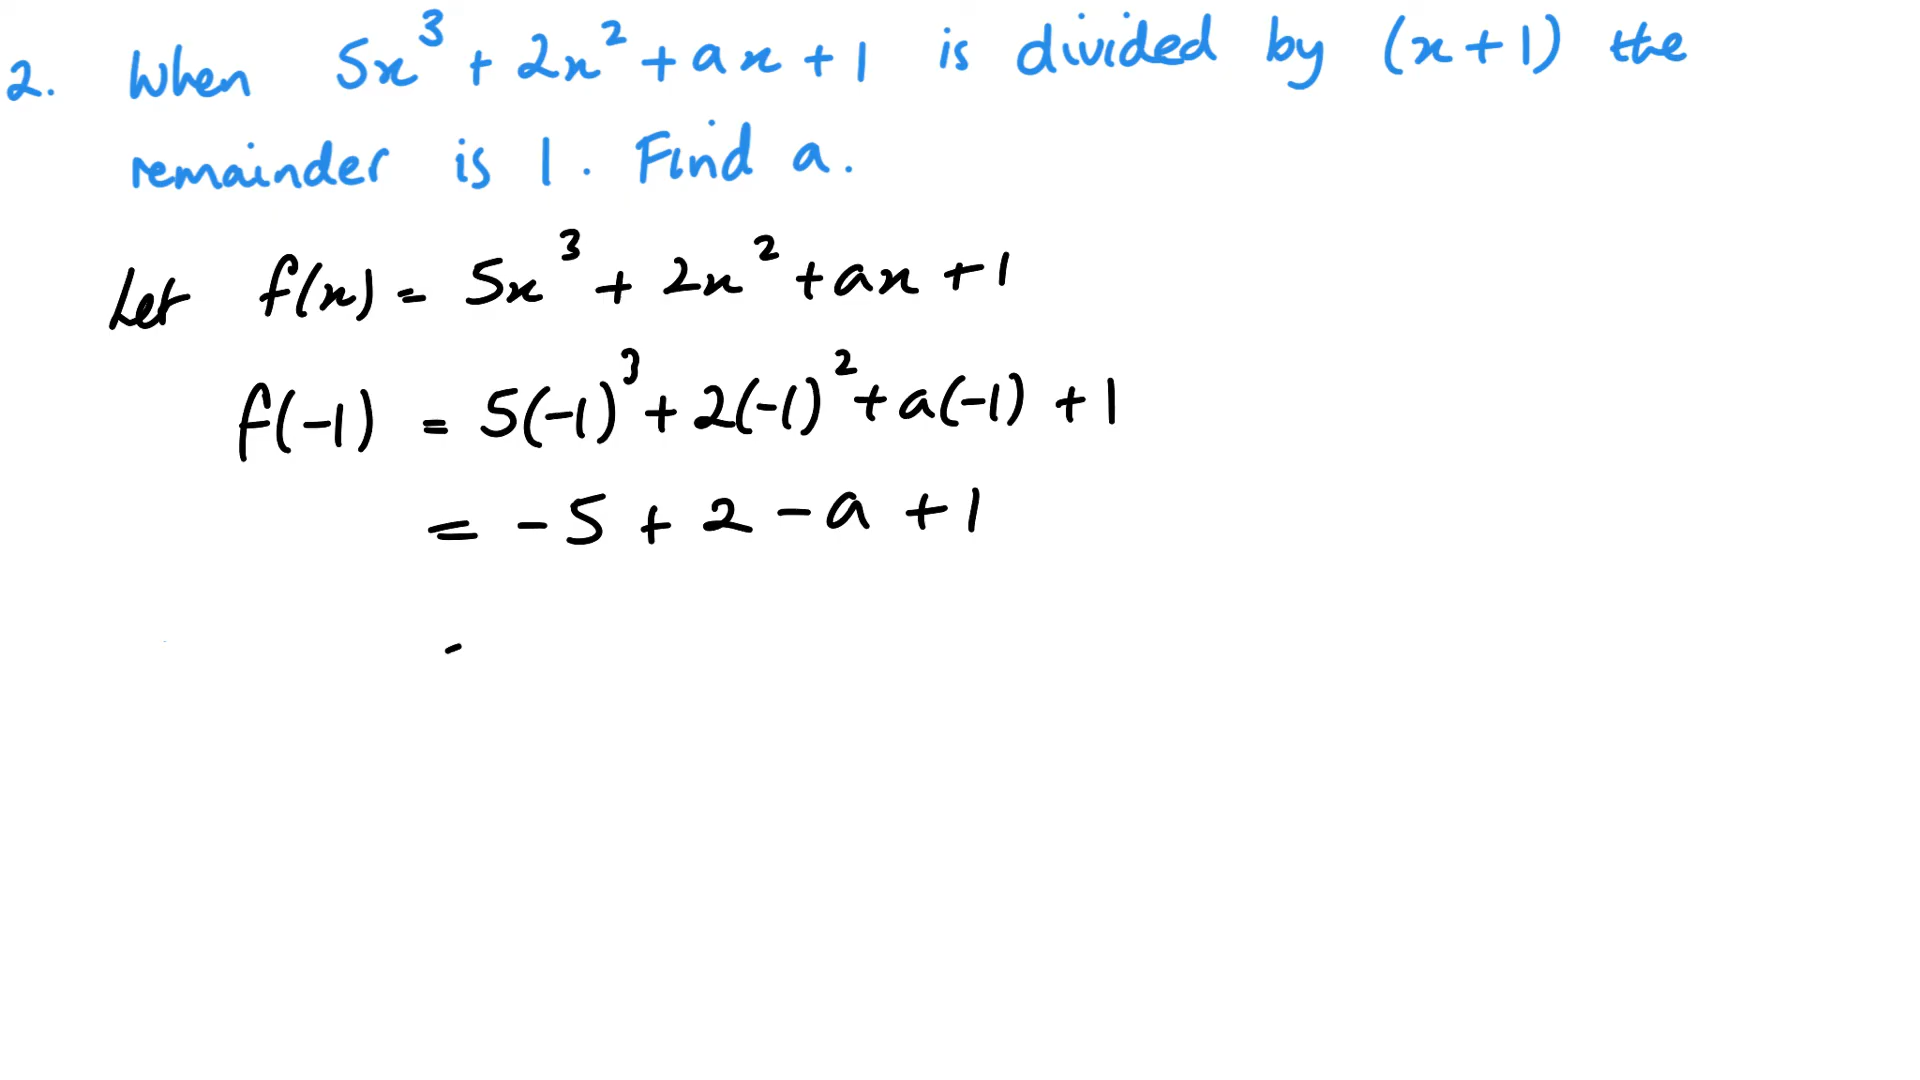 2. When 5x³ + 2x² + ax + 1 is divided by (x+1) the
remainder is 1. Find a.
Let f(x) = 5x³ + 2x² + ax + 1
f(-1) = 5(-1)³ + 2(-1)² + a(-1) + 1
= -5 + 2 - a + 1